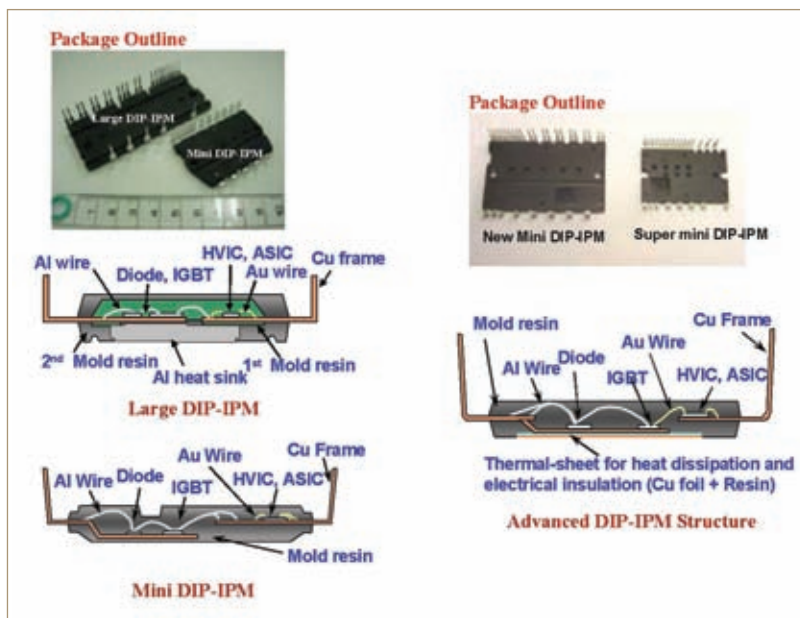 Package Outline
Large DIP-IPM
Mini DIP-IPM
Al wire
Diode, IGBT
HVIC, ASIC
Au wire
Cu frame
2nd Mold resin
1st Mold resin
Al heat sink
Large DIP-IPM
Al Wire
Diode
IGBT
Au Wire
HVIC, ASIC
Cu Frame
Mold resin
Mini DIP-IPM
Package Outline
New Mini DIP-IPM
Super mini DIP-IPM
Mold resin
Al Wire
Diode
IGBT
Au Wire
HVIC, ASIC
Cu Frame
Thermal-sheet for heat dissipation and
electrical insulation (Cu foil + Resin)
Advanced DIP-IPM Structure